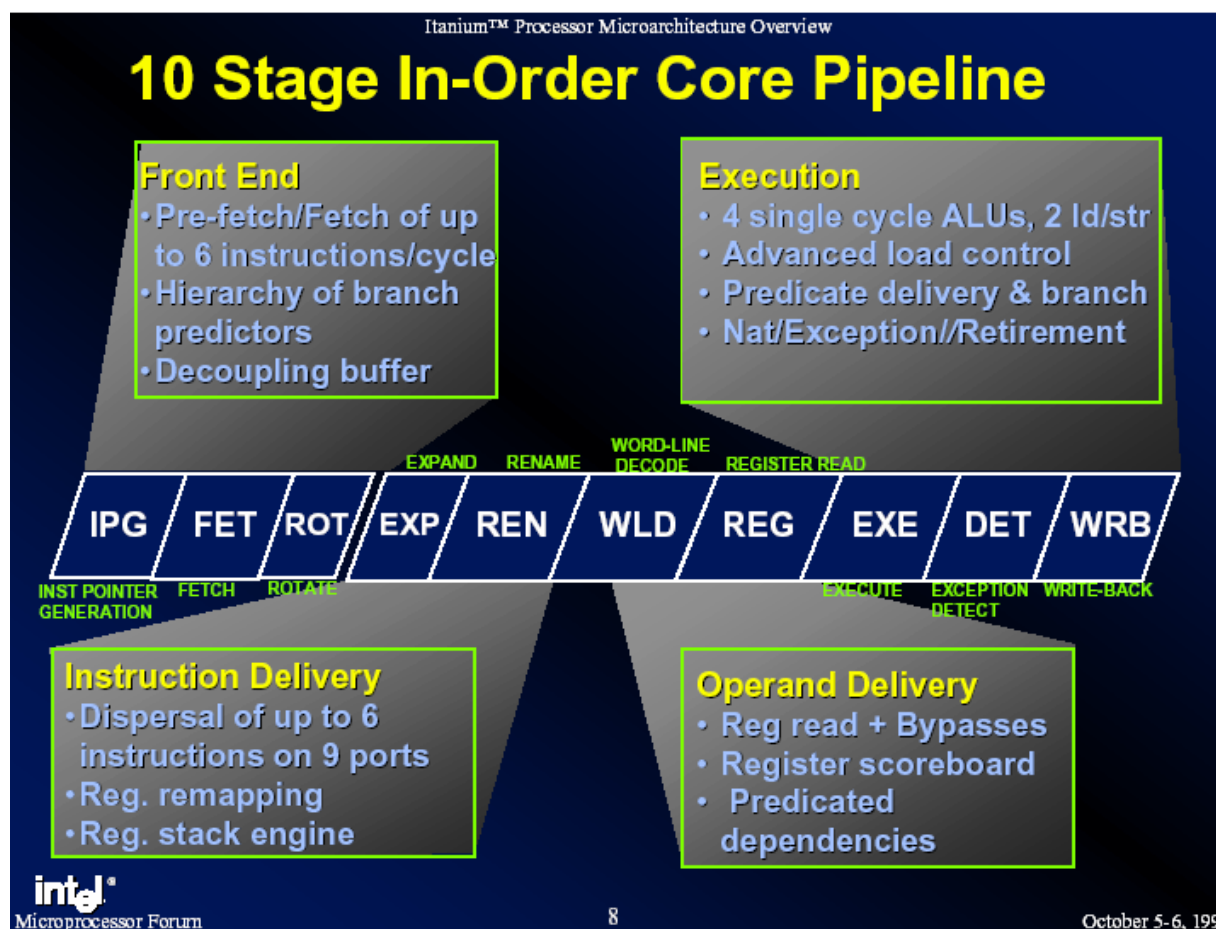 Itanium™ Processor Microarchitecture Overview
10 Stage In-Order Core Pipeline
Front End
•Pre-fetch/Fetch of up
to 6 instructions/cycle
•Hierarchy of branch
predictors
•Decoupling buffer
Execution
• 4 single cycle ALUs, 2 ld/str
• Advanced load control
• Predicate delivery & branch
• Nat/Exception//Retirement
EXPAND
RENAME
WORD-LINE
DECODE
REGISTER READ
IPG
FET
ROT
EXP
REN
WLD
REG
EXE
DET
WRB
INST POINTER
GENERATION
FETCH
ROTATE
EXECUTE
EXCEPTION
DETECT
WRITE-BACK
Instruction Delivery
•Dispersal of up to 6
instructions on 9 ports
•Reg. remapping
•Reg. stack engine
Operand Delivery
• Reg read + Bypasses
• Register scoreboard
• Predicated
dependencies
intel®
Microprocessor Forum
8
October 5-6, 199